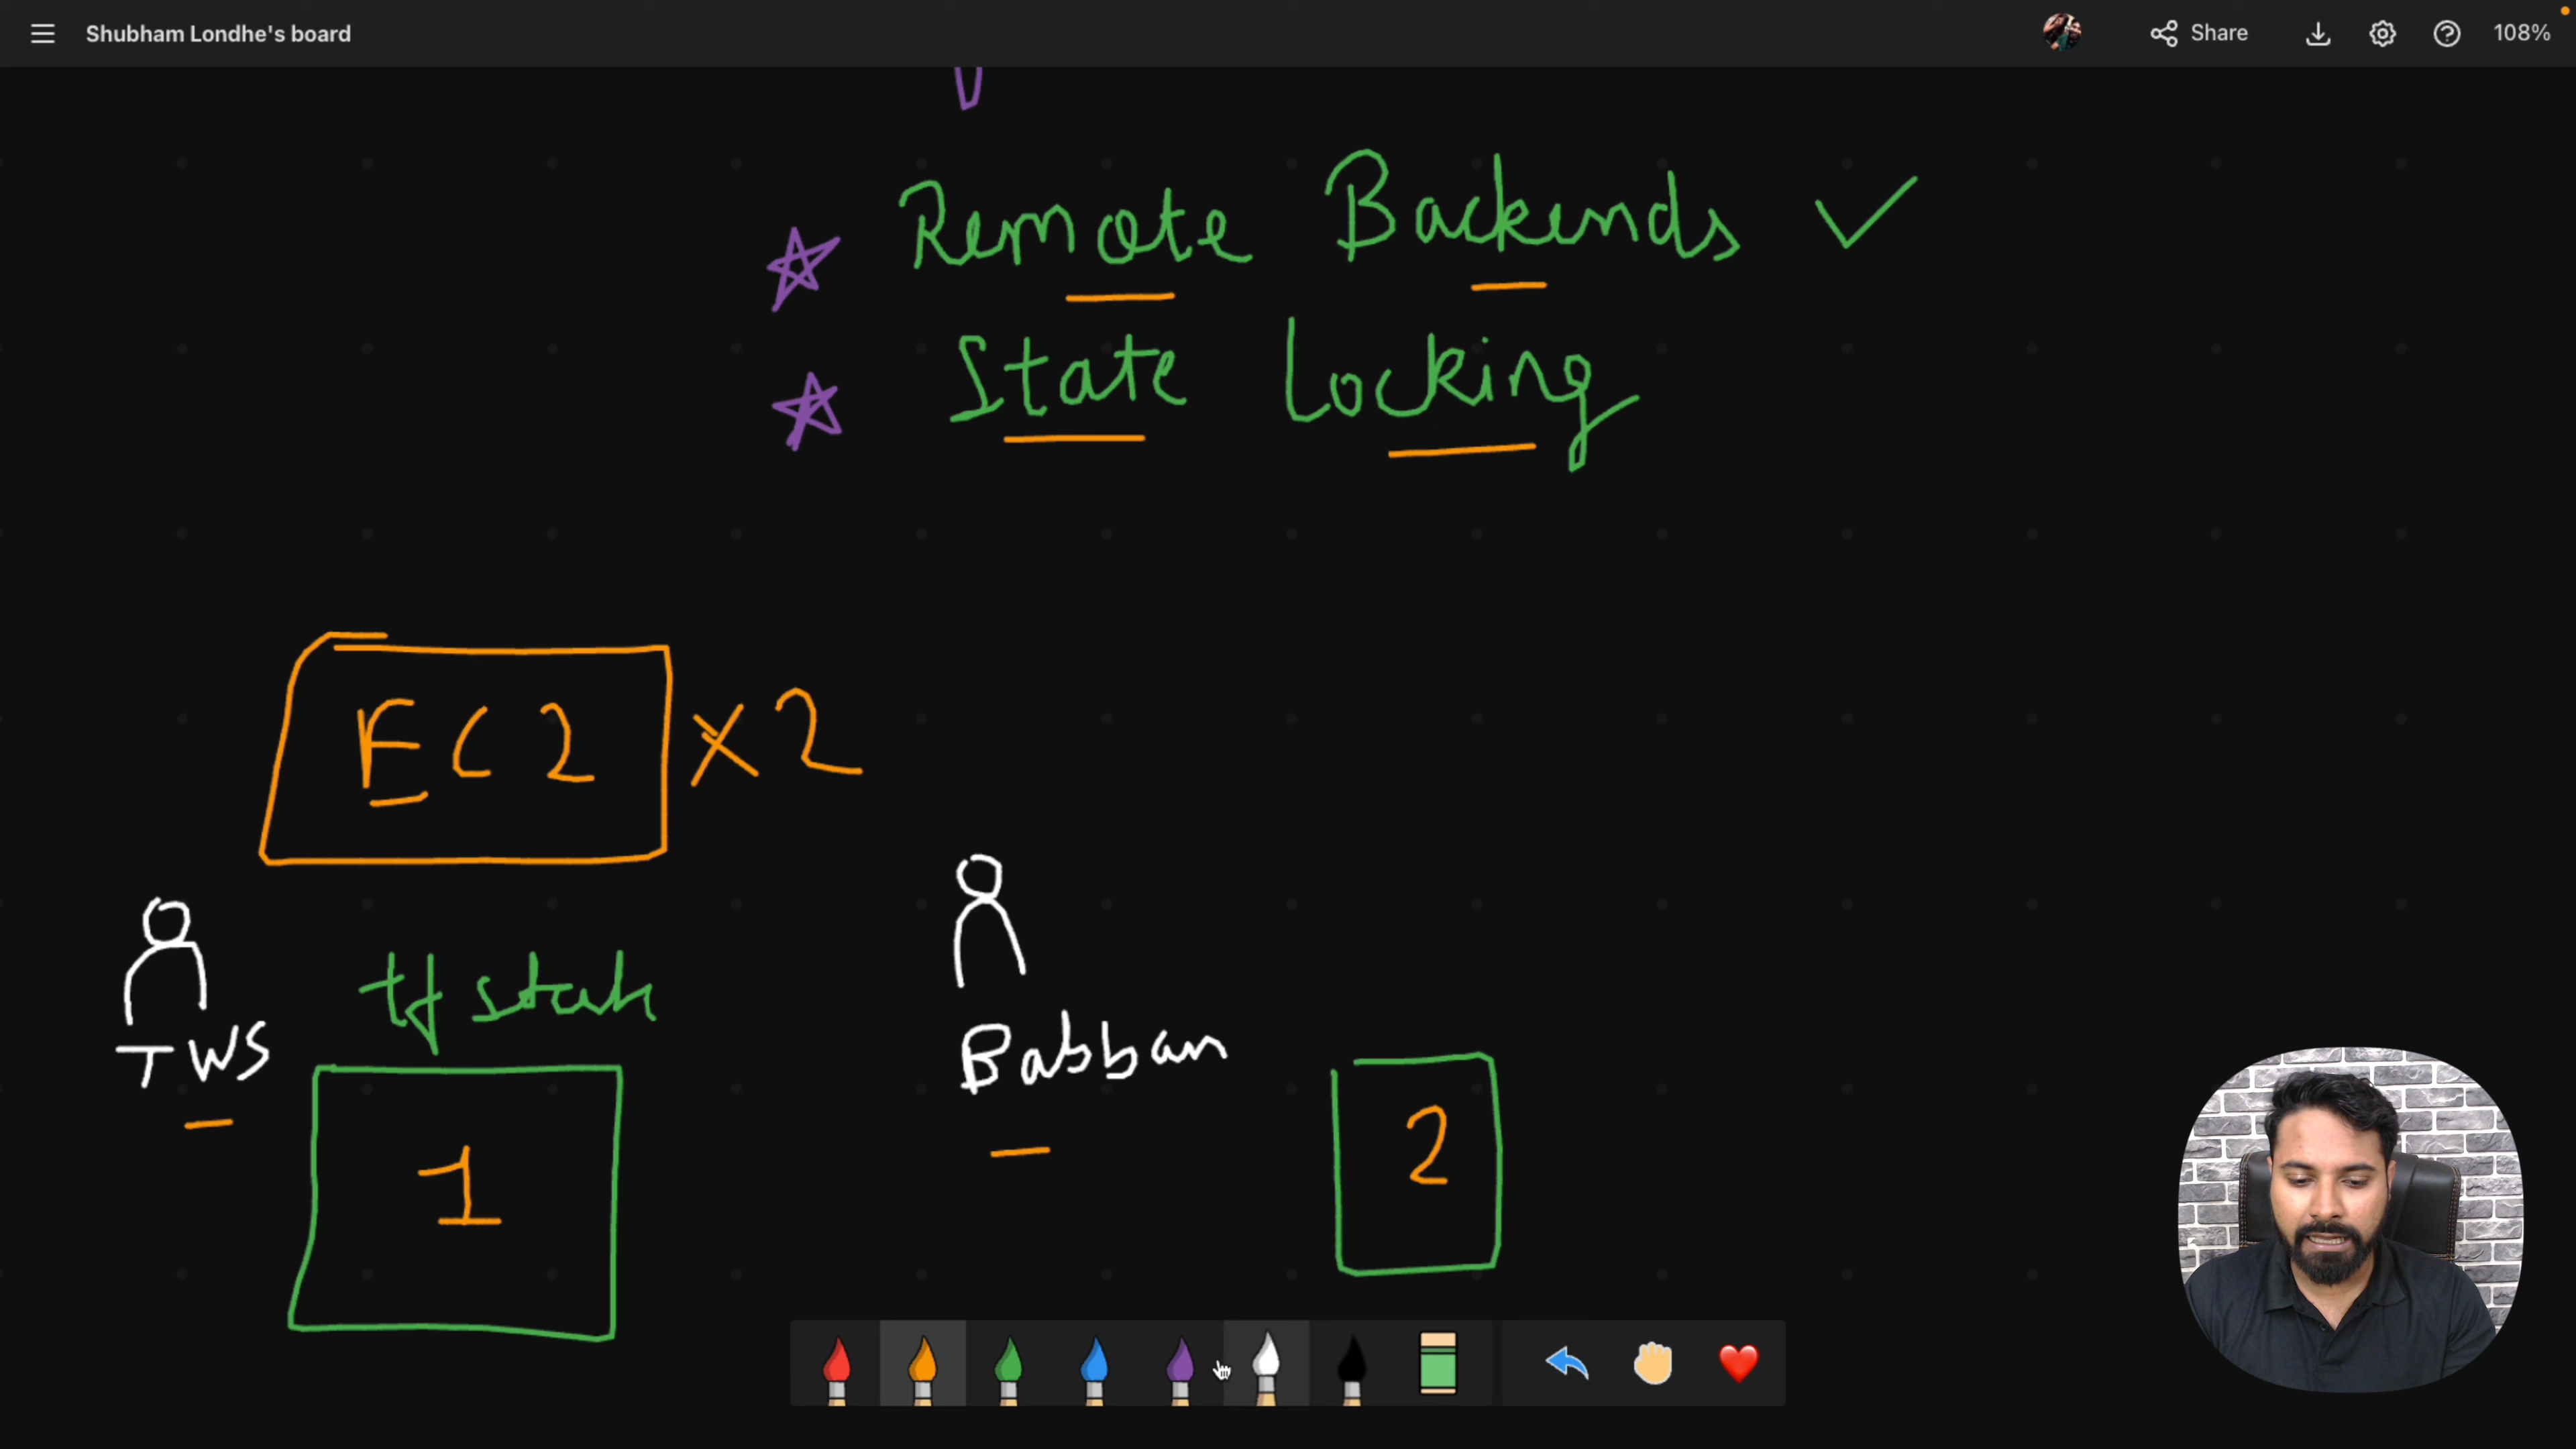 Shubham Londhe's board
Share
108%
Remote Backends
State Locking
EC2 x2
tf state
TWS
Babban
1
2